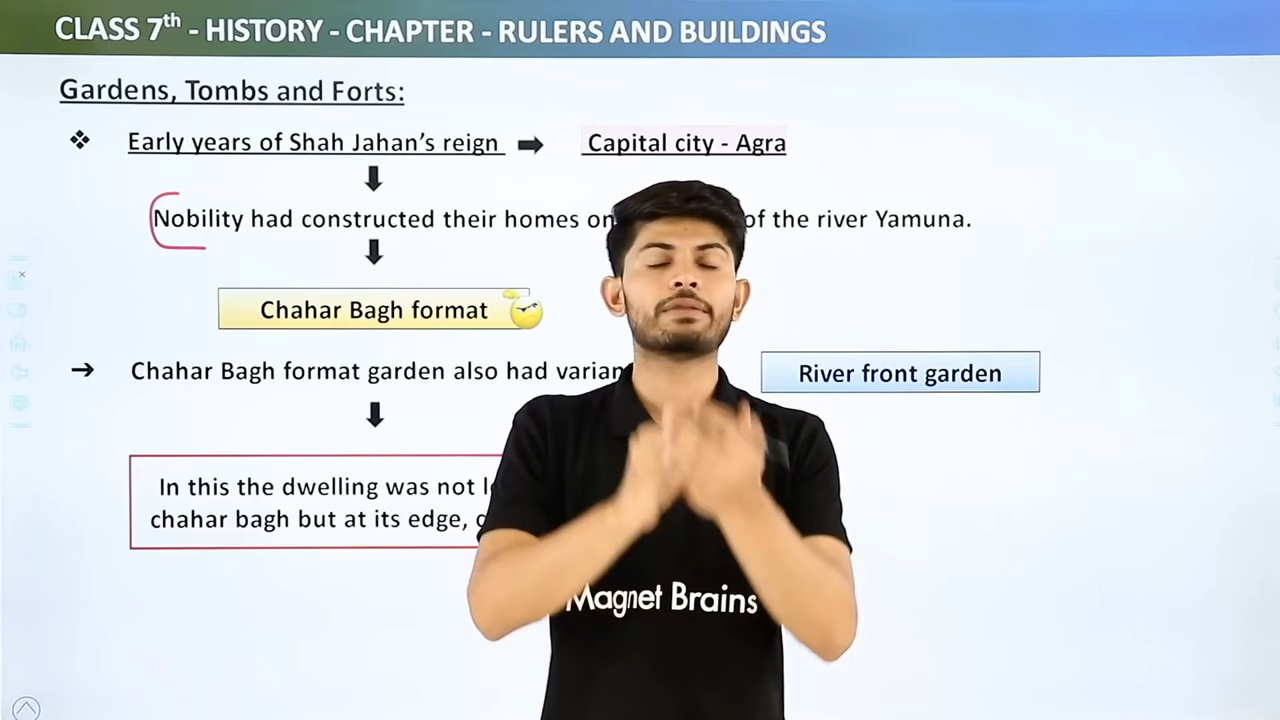 CLASS 7th - HISTORY - CHAPTER - RULERS AND BUILDINGS
Gardens, Tombs and Forts:
Early years of Shah Jahan's reign ➡ Capital city - Agra
Nobility had constructed their homes on of the river Yamuna.
Chahar Bagh format
Chahar Bagh format garden also had River front garden
In this the dwelling was not
chahar bagh but at its edge,
Magnet Brains